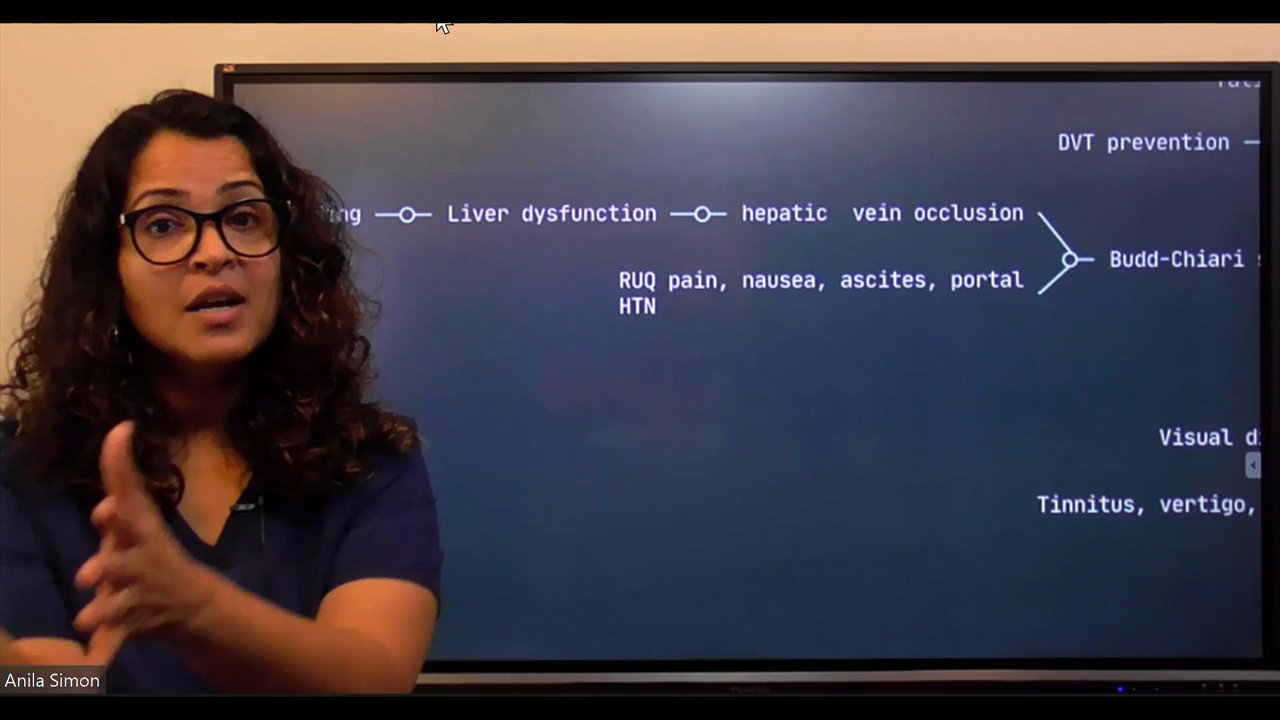 DVT prevention
Liver dysfunction
hepatic vein occlusion
Budd-Chiari
RUQ pain, nausea, ascites, portal
HTN
Visual
Tinnitus, vertigo,
Anila Simon